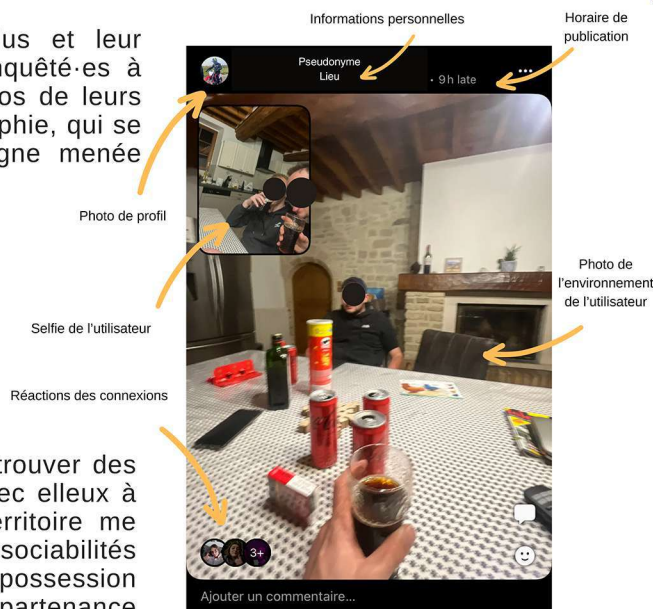 Informations personnelles
Horaire de
publication
us et leur
nquêté·es à
os de leurs
phie, qui se
gne menée
Pseudonyme
Lieu
· 9 h late
...
Photo de profil
Photo de
l'environnement
de l'utilisateur
Selfie de l'utilisateur
Réactions des connexions
trouver des
ec elleux à
erritoire me
sociabilités
possession
partenance
3+
Ajouter un commentaire...